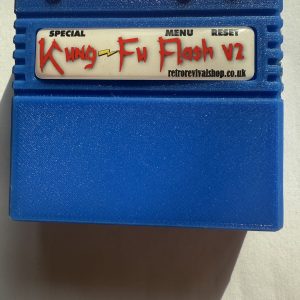 SPECIAL MENU RESET
Kung-Fu Flash V2
retrorevivalshop.co.uk